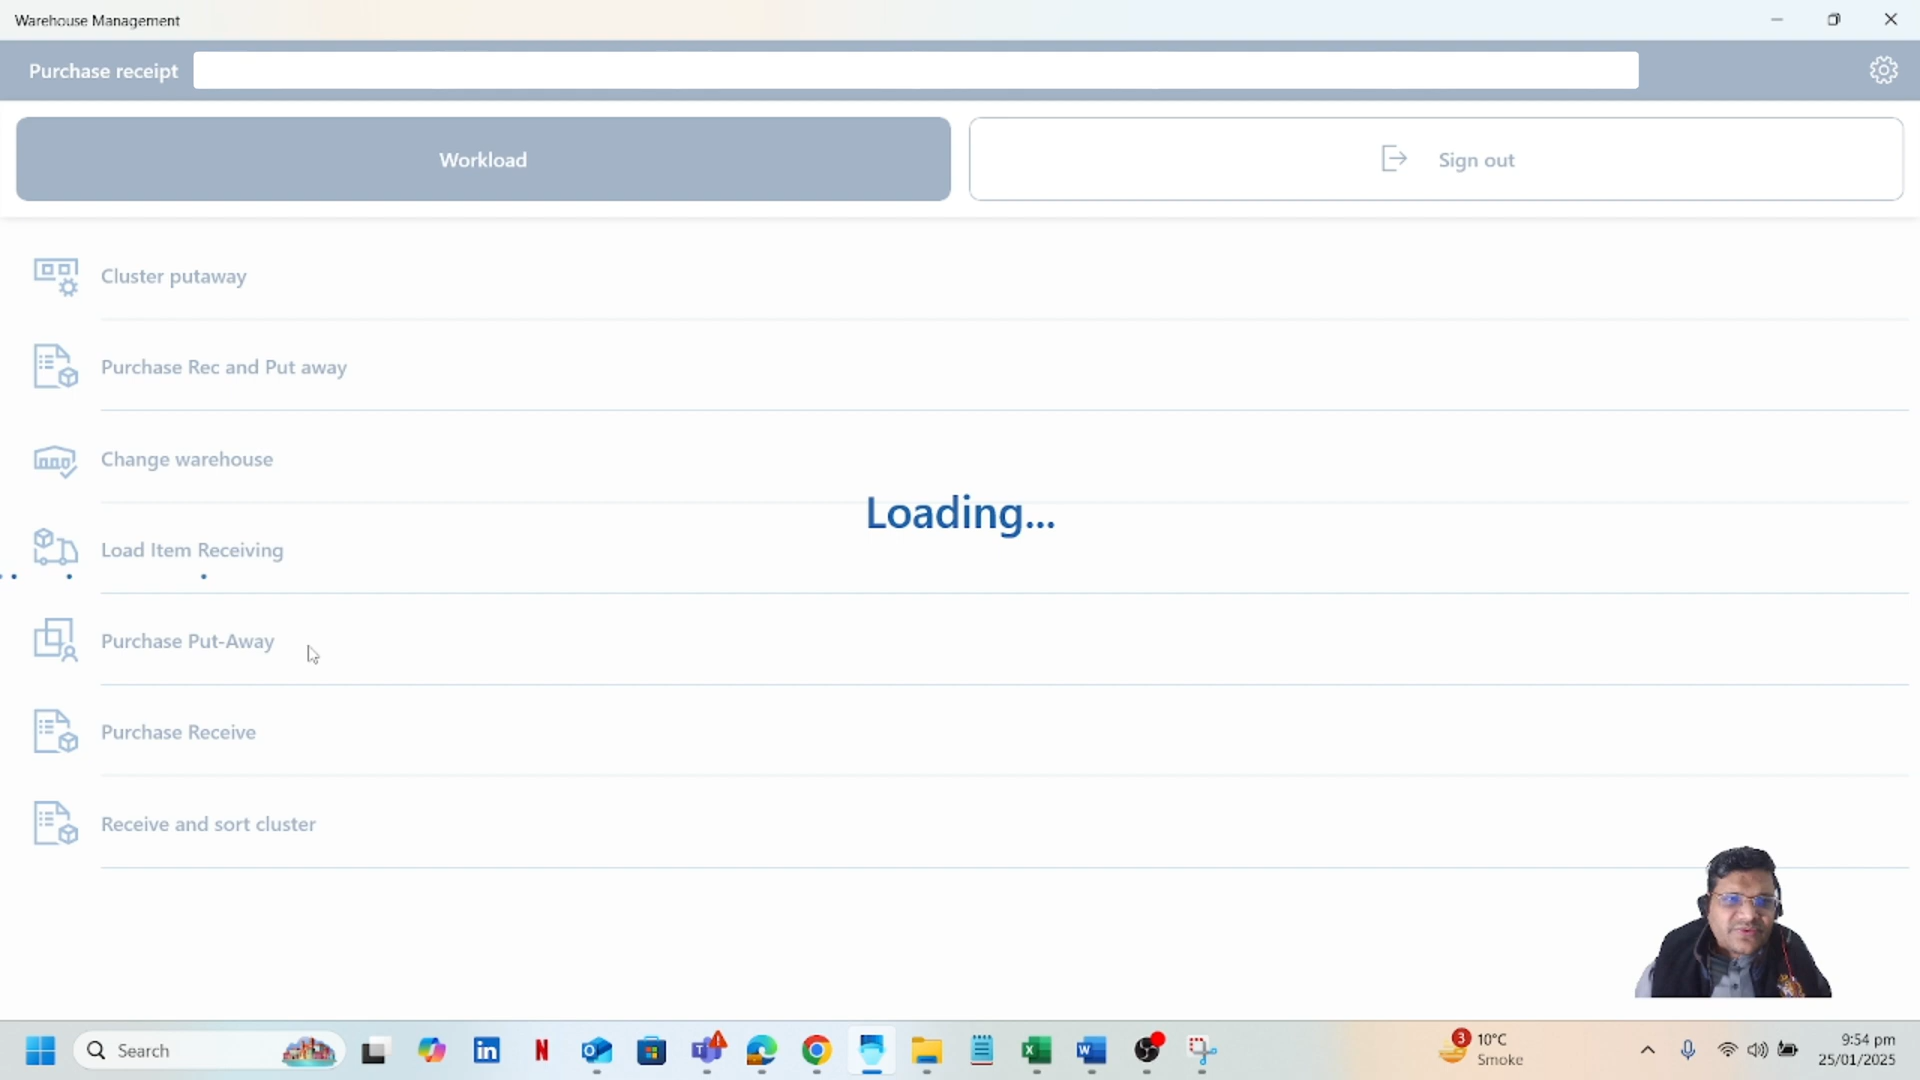 Warehouse Management
Purchase receipt
Workload
Sign out
Cluster putaway
Purchase Rec and Put away
Change warehouse
Loading...
Load Item Receiving
Purchase Put-Away
Purchase Receive
Receive and sort cluster
Search
3
10°C
Smoke
9:54 pm
25/01/2025